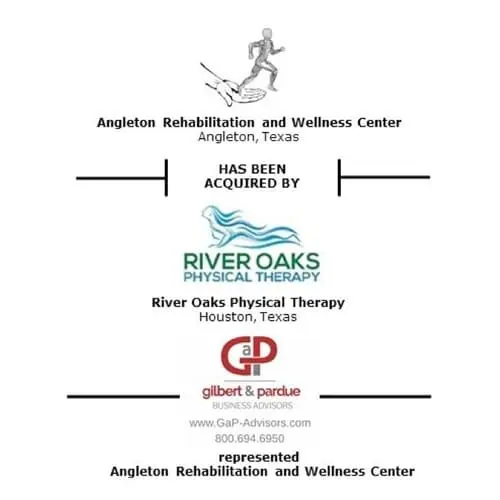 Angleton Rehabilitation and Wellness Center
Angleton, Texas
HAS BEEN
ACQUIRED BY
RIVER OAKS
PHYSICAL THERAPY
River Oaks Physical Therapy
Houston, Texas
GaP
gilbert & pardue
BUSINESS ADVISORS
www.GaP-Advisors.com
800.694.6950
represented
Angleton Rehabilitation and Wellness Center